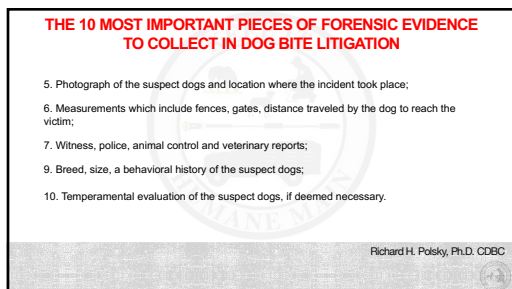 THE 10 MOST IMPORTANT PIECES OF FORENSIC EVIDENCE
TO COLLECT IN DOG BITE LITIGATION
5. Photograph of the suspect dogs and location where the incident took place;
6. Measurements which include fences, gates, distance traveled by the dog to reach the
victim;
7. Witness, police, animal control and veterinary reports;
9. Breed, size, a behavioral history of the suspect dogs;
10. Temperamental evaluation of the suspect dogs, if deemed necessary.
HUMANE MAIN
Richard H. Polsky, Ph.D. CDBC